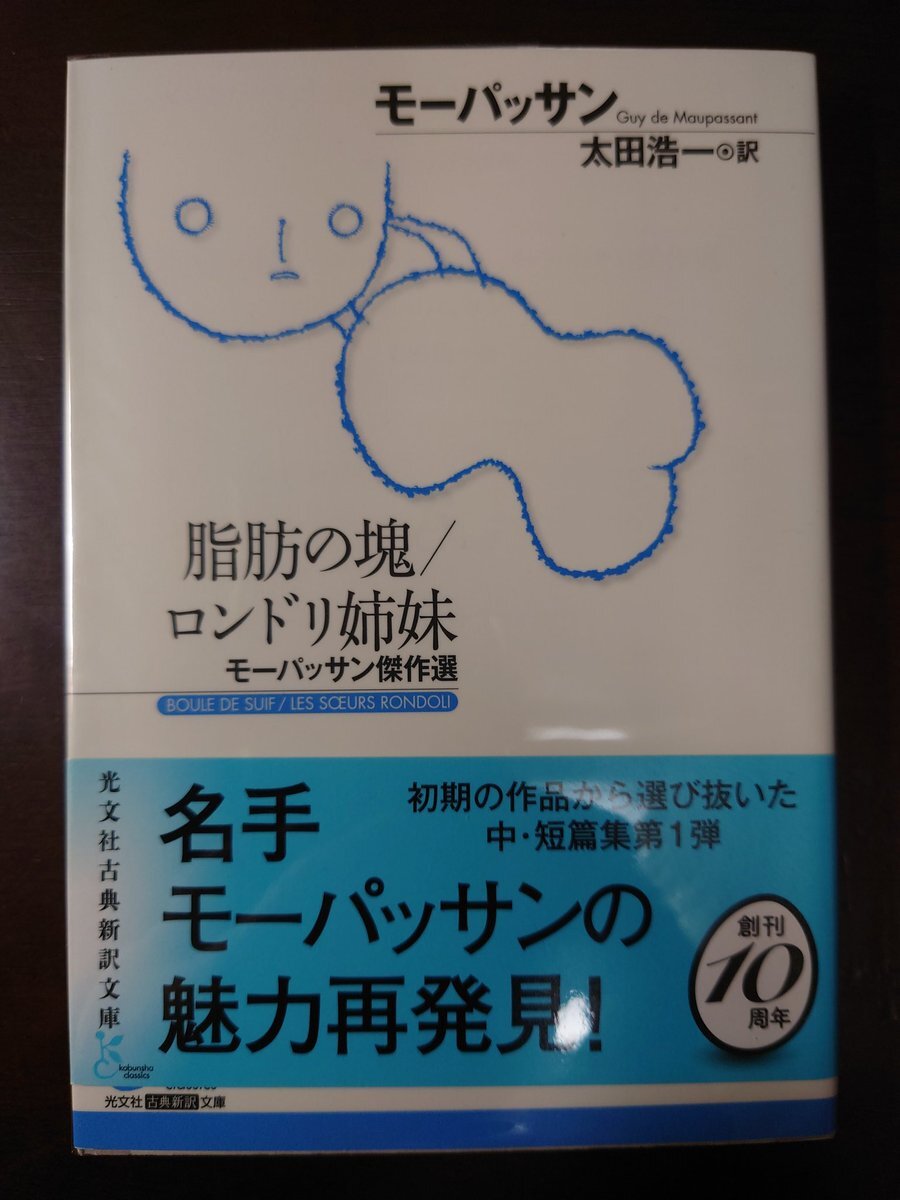 モーパッサン
Guy de Maupassant
太田浩一◉訳
脂肪の塊／
ロンドリ姉妹
モーパッサン傑作選
BOULE DE SUIF / LES SŒURS RONDOLI
光文社古典新訳文庫
kobunsha
classics
初期の作品から選び抜いた
中・短篇集第1弾
名手
モーパッサンの
魅力再発見!
創刊
10
周年
光文社古典新訳文庫